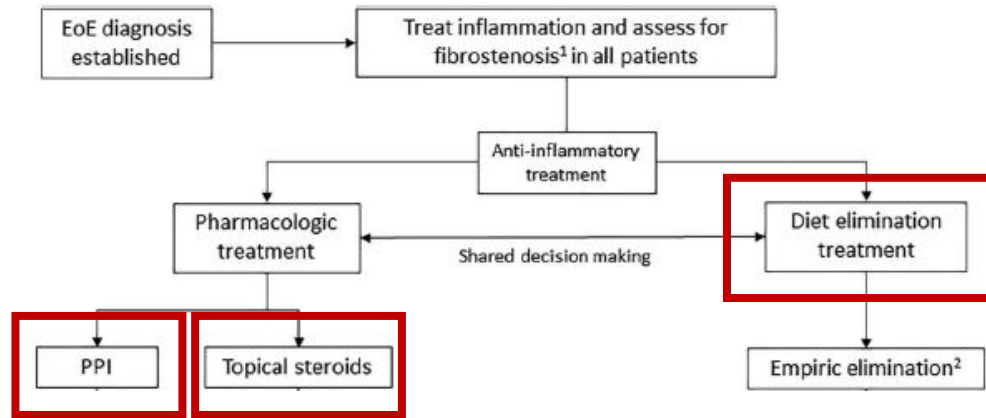 EoE diagnosis
established
Treat inflammation and assess for
fibrostenosis¹ in all patients
Anti-inflammatory
treatment
Pharmacologic
treatment
Shared decision making
Diet elimination
treatment
PPI
Topical steroids
Empiric elimination²